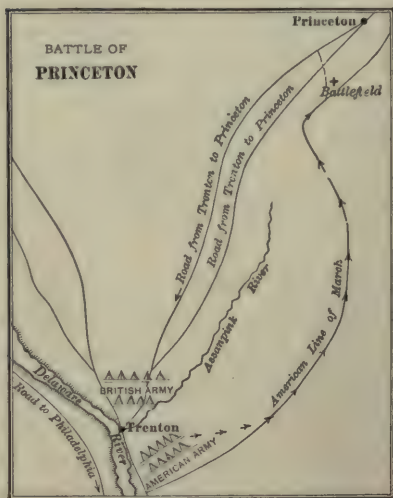 BATTLE OF
PRINCETON
Princeton
Battlefield
Road from Trenton to Princeton
Road from Trenton to Princeton
Assanpink River
American Line of March
Delaware River
BRITISH ARMY
Trenton
Road to Philadelphia
AMERICAN ARMY